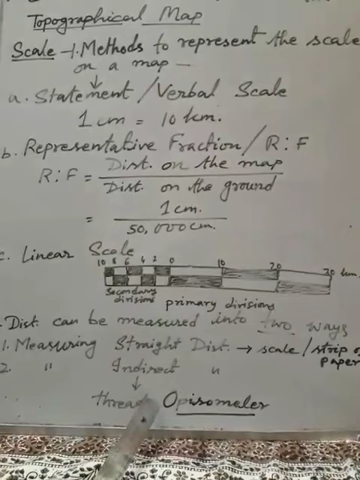 Topographical Map
Scale → 1. Methods to represent the scale
on a map —
a. Statement / Verbal Scale
1 cm = 10 km.
b. Representative Fraction / R:F
R:F = Dist. on the map
Dist. on the ground
= 1 cm.
50,000 cm
c. Linear Scale
10 8 6 4 2 0 10 20 30 km.
Secondary divisions primary divisions
Dist. can be measured into two ways
1. Measuring Straight Dist. → scale / strip of paper
2. " Indirect "
Opisometer